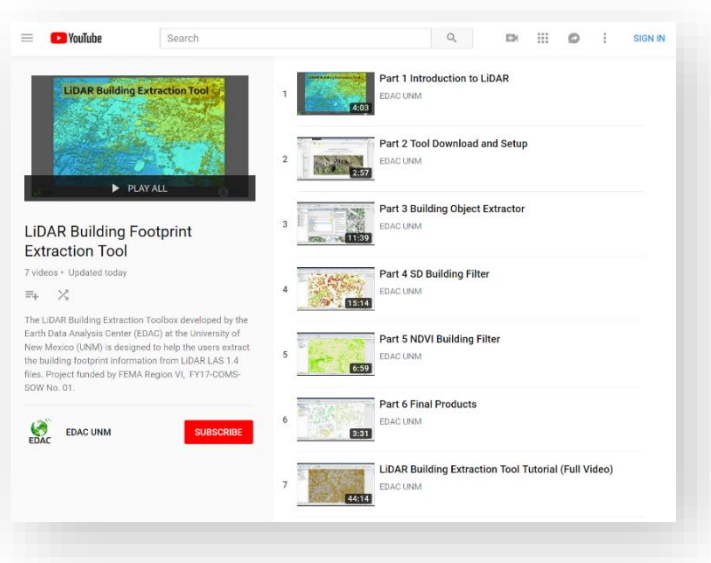 YouTube
Search
SIGN IN
LiDAR Building Extraction Tool
PLAY ALL
LiDAR Building Footprint
Extraction Tool
7 videos • Updated today
The LiDAR Building Extraction Toolbox developed by the
Earth Data Analysis Center (EDAC) at the University of
New Mexico (UNM) is designed to help the users extract
the building footprint information from LiDAR LAS 1.4
files. Project funded by FEMA Region VI, FY17-COMS-
SOW No. 01.
EDAC
EDAC UNM
SUBSCRIBE
1
4:03
Part 1 Introduction to LiDAR
EDAC UNM
2
2:57
Part 2 Tool Download and Setup
EDAC UNM
3
11:39
Part 3 Building Object Extractor
EDAC UNM
4
15:14
Part 4 SD Building Filter
EDAC UNM
5
6:59
Part 5 NDVI Building Filter
EDAC UNM
6
3:31
Part 6 Final Products
EDAC UNM
7
44:14
LiDAR Building Extraction Tool Tutorial (Full Video)
EDAC UNM